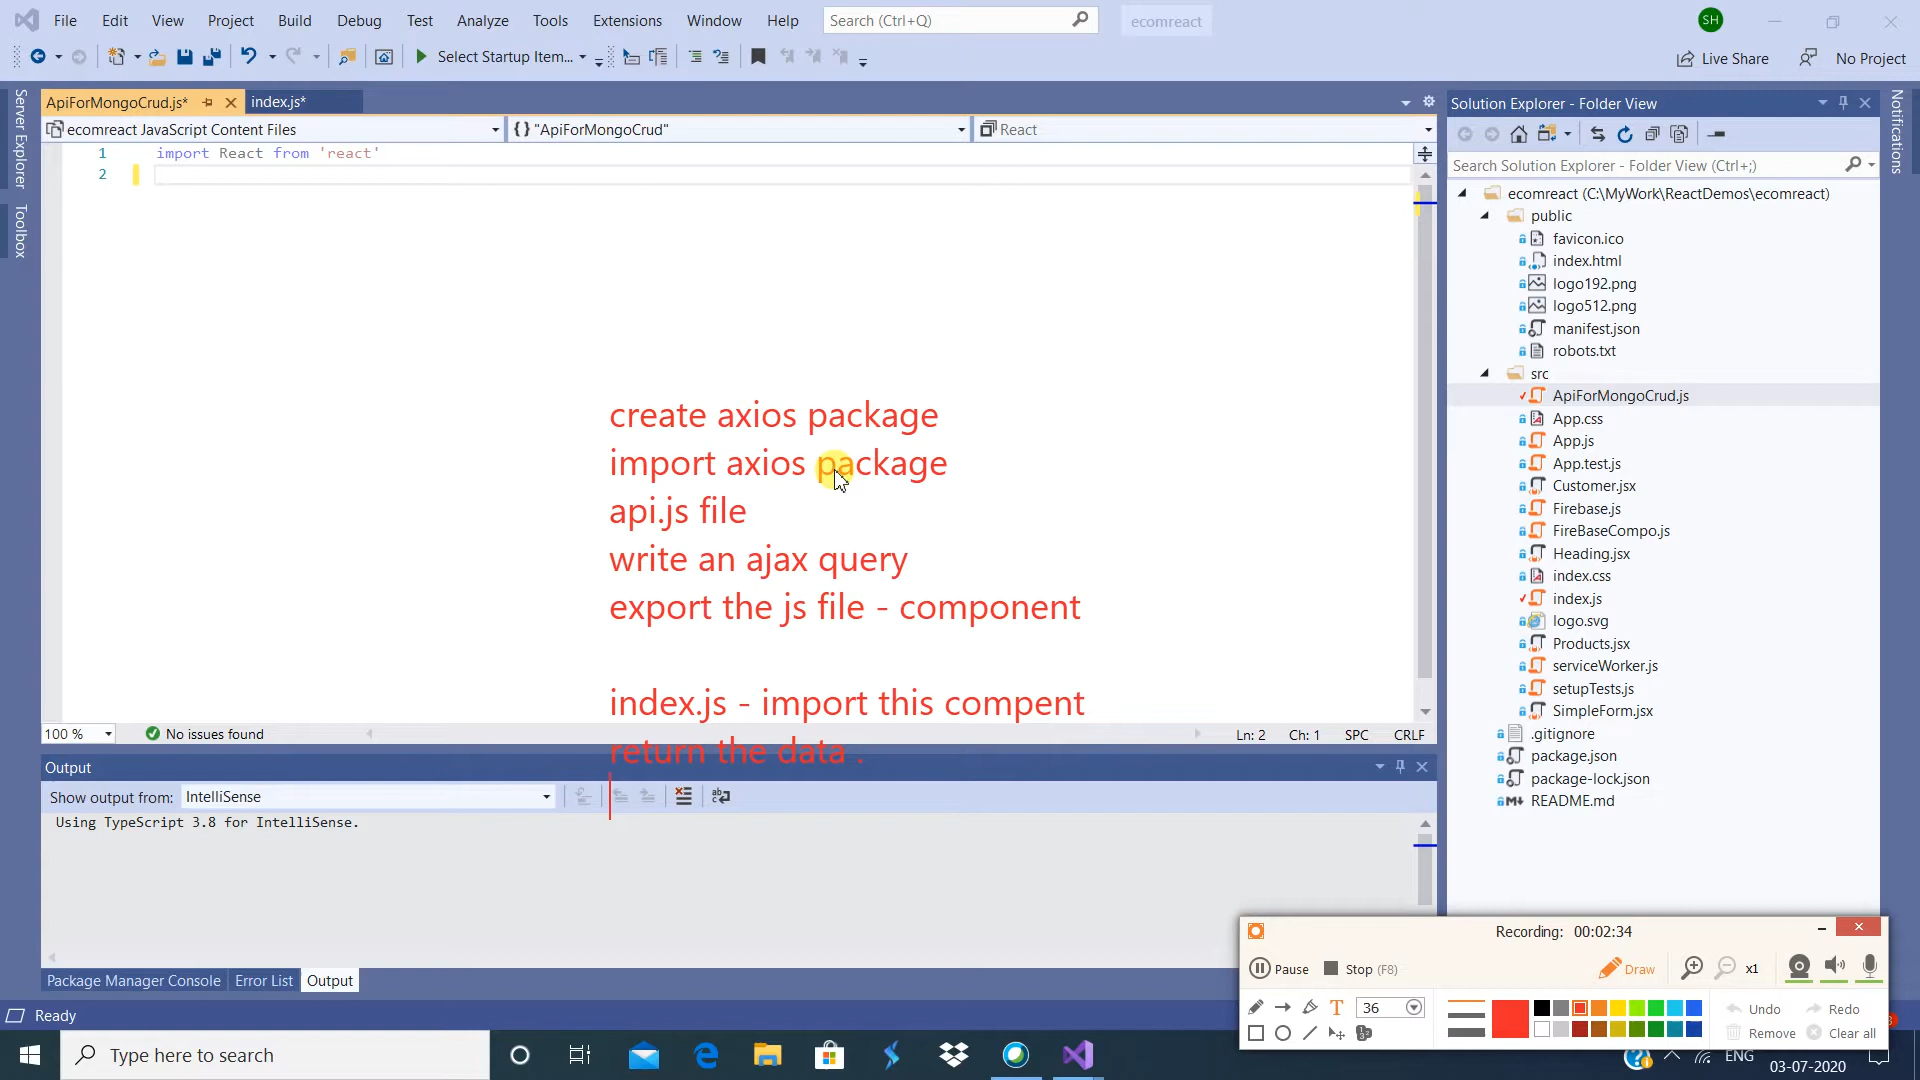 File Edit View Project Build Debug Test Analyze Tools Extensions Window Help Search (Ctrl+Q) ecomreact SH
Select Startup Item... Live Share No Project
Server Explorer
Toolbox
ApiForMongoCrud.js* index.js*
ecomreact JavaScript Content Files {} "ApiForMongoCrud" React
1 import React from 'react'
2
create axios package
import axios package
api.js file
write an ajax query
export the js file - component
index.js - import this compent
return the data .
100 % No issues found Ln: 2 Ch: 1 SPC CRLF
Output
Show output from: IntelliSense
Using TypeScript 3.8 for IntelliSense.
Package Manager Console Error List Output
Ready
Solution Explorer - Folder View
Search Solution Explorer - Folder View (Ctrl+;)
ecomreact (C:\MyWork\ReactDemos\ecomreact)
public
favicon.ico
index.html
logo192.png
logo512.png
manifest.json
robots.txt
src
ApiForMongoCrud.js
App.css
App.js
App.test.js
Customer.jsx
Firebase.js
FireBaseCompo.js
Heading.jsx
index.css
index.js
logo.svg
Products.jsx
serviceWorker.js
setupTests.js
SimpleForm.jsx
.gitignore
package.json
package-lock.json
README.md
Notifications
Recording: 00:02:34
Pause Stop (F8) Draw x1
T 36 Undo Redo
Remove Clear all
Type here to search
ENG 03-07-2020